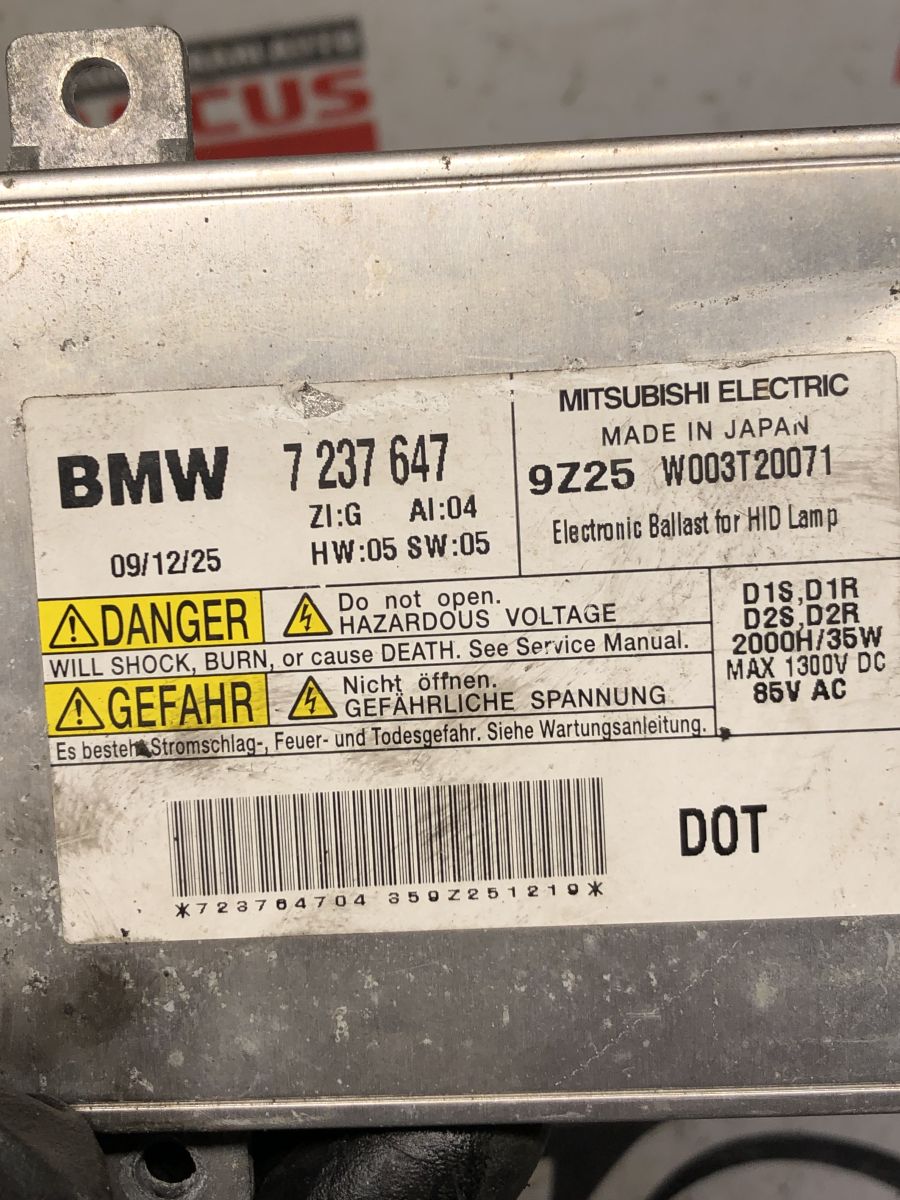 AM AUTO
OCUS
BMW
7 237 647
ZI:G AI:04
09/12/25
HW:05 SW:05
MITSUBISHI ELECTRIC
MADE IN JAPAN
9Z25 W003T20071
Electronic Ballast for HID Lamp
DANGER
Do not open.
HAZARDOUS VOLTAGE
WILL SHOCK, BURN, or cause DEATH. See Service Manual.
GEFAHR
Nicht öffnen.
GEFÄHRLICHE SPANNUNG
Es besteht Stromschlag-, Feuer- und Todesgefahr. Siehe Wartungsanleitung.
D1S,D1R
D2S,D2R
2000H/35W
MAX 1300V DC
85V AC
DOT
*723764704 359Z251219*